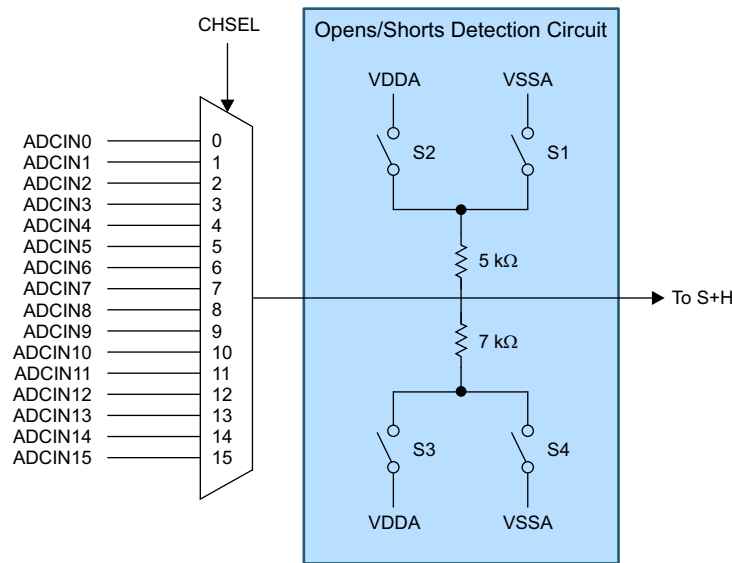 CHSEL
Opens/Shorts Detection Circuit
VDDA VSSA
S2 S1
ADCIN0 0
ADCIN1 1
ADCIN2 2
ADCIN3 3
ADCIN4 4
ADCIN5 5
ADCIN6 6
ADCIN7 7
ADCIN8 8
ADCIN9 9
ADCIN10 10
ADCIN11 11
ADCIN12 12
ADCIN13 13
ADCIN14 14
ADCIN15 15
5 kΩ
To S+H
7 kΩ
S3 S4
VDDA VSSA